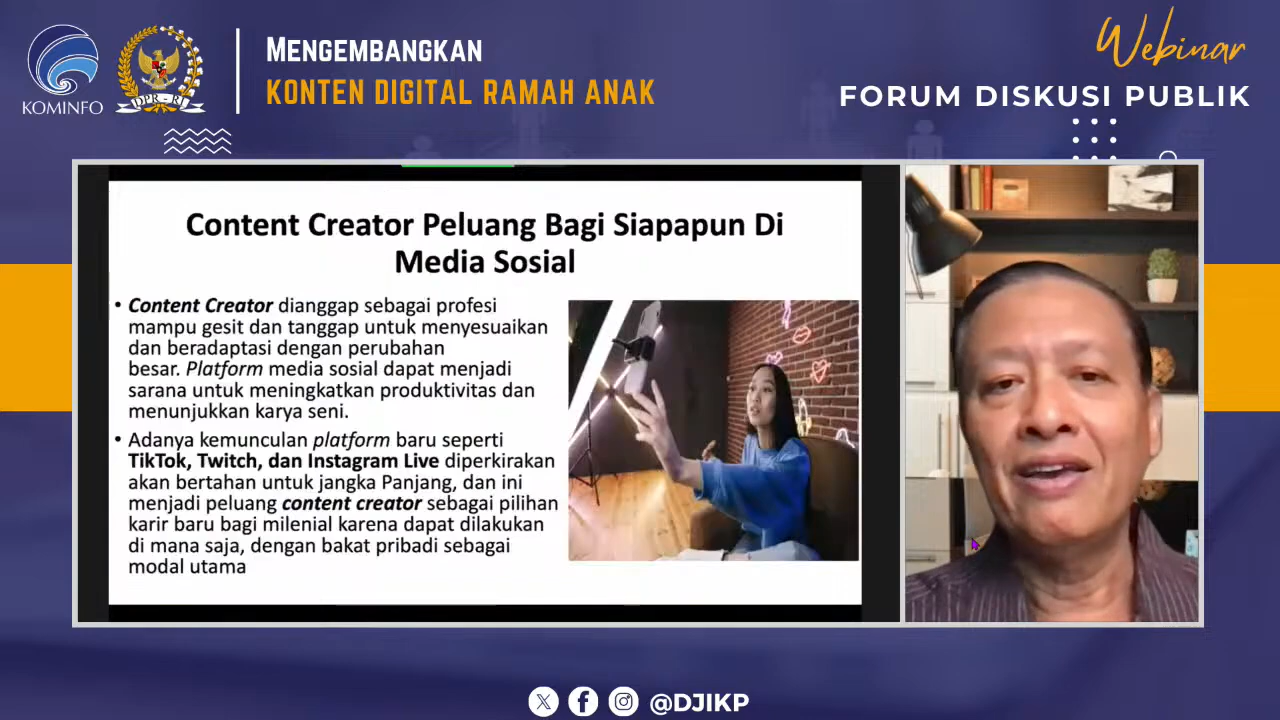 KOMINFO
DPR - RI
MENGEMBANGKAN
KONTEN DIGITAL RAMAH ANAK
Webinar
FORUM DISKUSI PUBLIK
Content Creator Peluang Bagi Siapapun Di
Media Sosial
• Content Creator dianggap sebagai profesi
mampu gesit dan tanggap untuk menyesuaikan
dan beradaptasi dengan perubahan
besar. Platform media sosial dapat menjadi
sarana untuk meningkatkan produktivitas dan
menunjukkan karya seni.
• Adanya kemunculan platform baru seperti
TikTok, Twitch, dan Instagram Live diperkirakan
akan bertahan untuk jangka Panjang, dan ini
menjadi peluang content creator sebagai pilihan
karir baru bagi milenial karena dapat dilakukan
di mana saja, dengan bakat pribadi sebagai
modal utama
@DJIKP